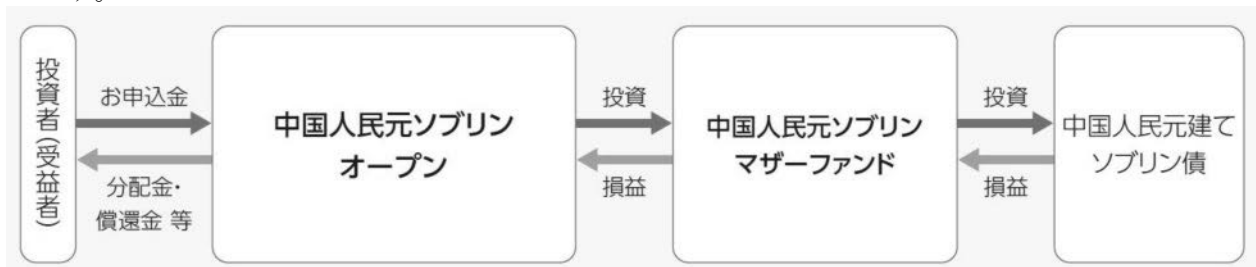 投資者(受益者)
お申込金
分配金・
償還金 等
中国人民元ソブリン
オープン
投資
損益
中国人民元ソブリン
マザーファンド
投資
損益
中国人民元建て
ソブリン債